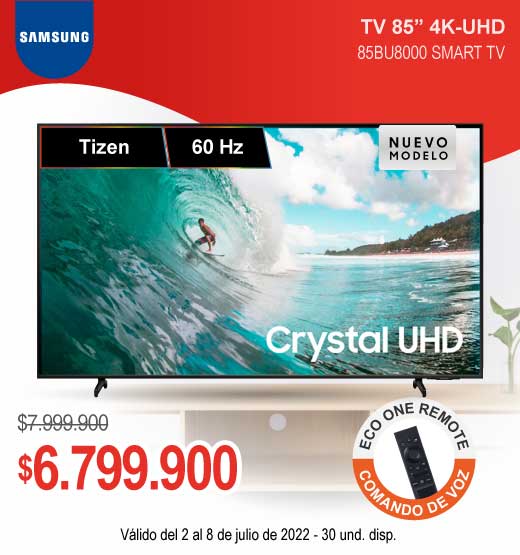 SAMSUNG
TV 85” 4K-UHD
85BU8000 SMART TV
Tizen
60 Hz
NUEVO
MODELO
Crystal UHD
$7.999.900
$6.799.900
ECO ONE REMOTE
COMANDO DE VOZ
Válido del 2 al 8 de julio de 2022 - 30 und. disp.